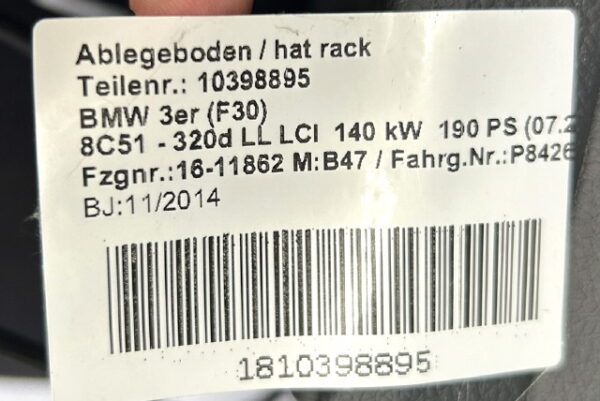 Ablegeboden / hat rack
Teilenr.: 10398895
BMW 3er (F30)
8C51 - 320d LL LCI 140 kW 190 PS (07.2
Fzgnr.:16-11862 M:B47 / Fahrg.Nr.:P8426
BJ:11/2014
1810398895